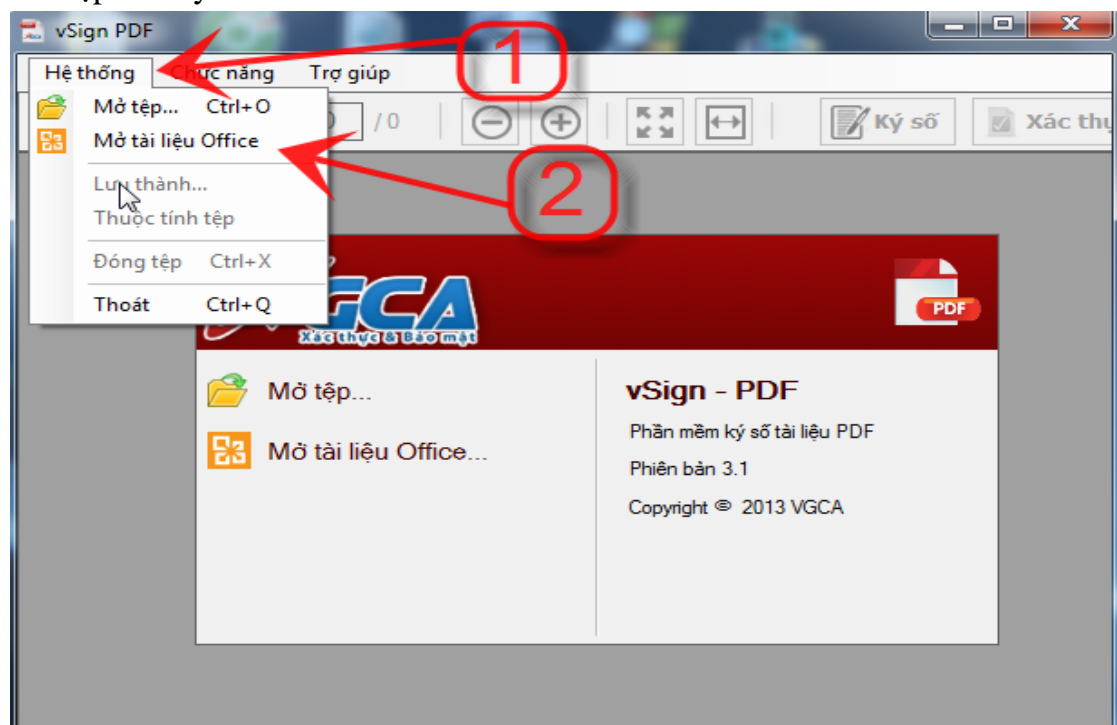 vSign PDF
Hệ thống Chức năng Trợ giúp
1
Mở tệp... Ctrl+O
Mở tài liệu Office
/ 0
Ký số
2
Lưu thành...
Thuộc tính tệp
Đóng tệp Ctrl+X
Thoát Ctrl+Q
VGCA
Xác thực & Bảo mật
PDF
Mở tệp...
Mở tài liệu Office...
vSign - PDF
Phần mềm ký số tài liệu PDF
Phiên bản 3.1
Copyright © 2013 VGCA